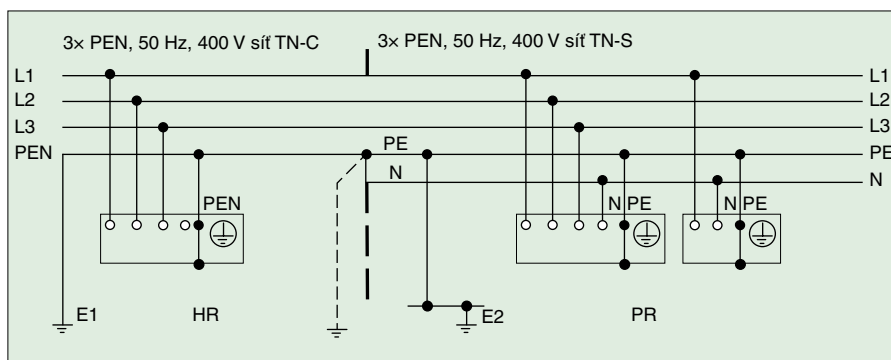 3× PEN, 50 Hz, 400 V síť TN-C
3× PEN, 50 Hz, 400 V síť TN-S
L1
L1
L2
L2
L3
L3
PEN
PE
PE
N
N
PEN
N PE
N PE
E1
HR
E2
PR